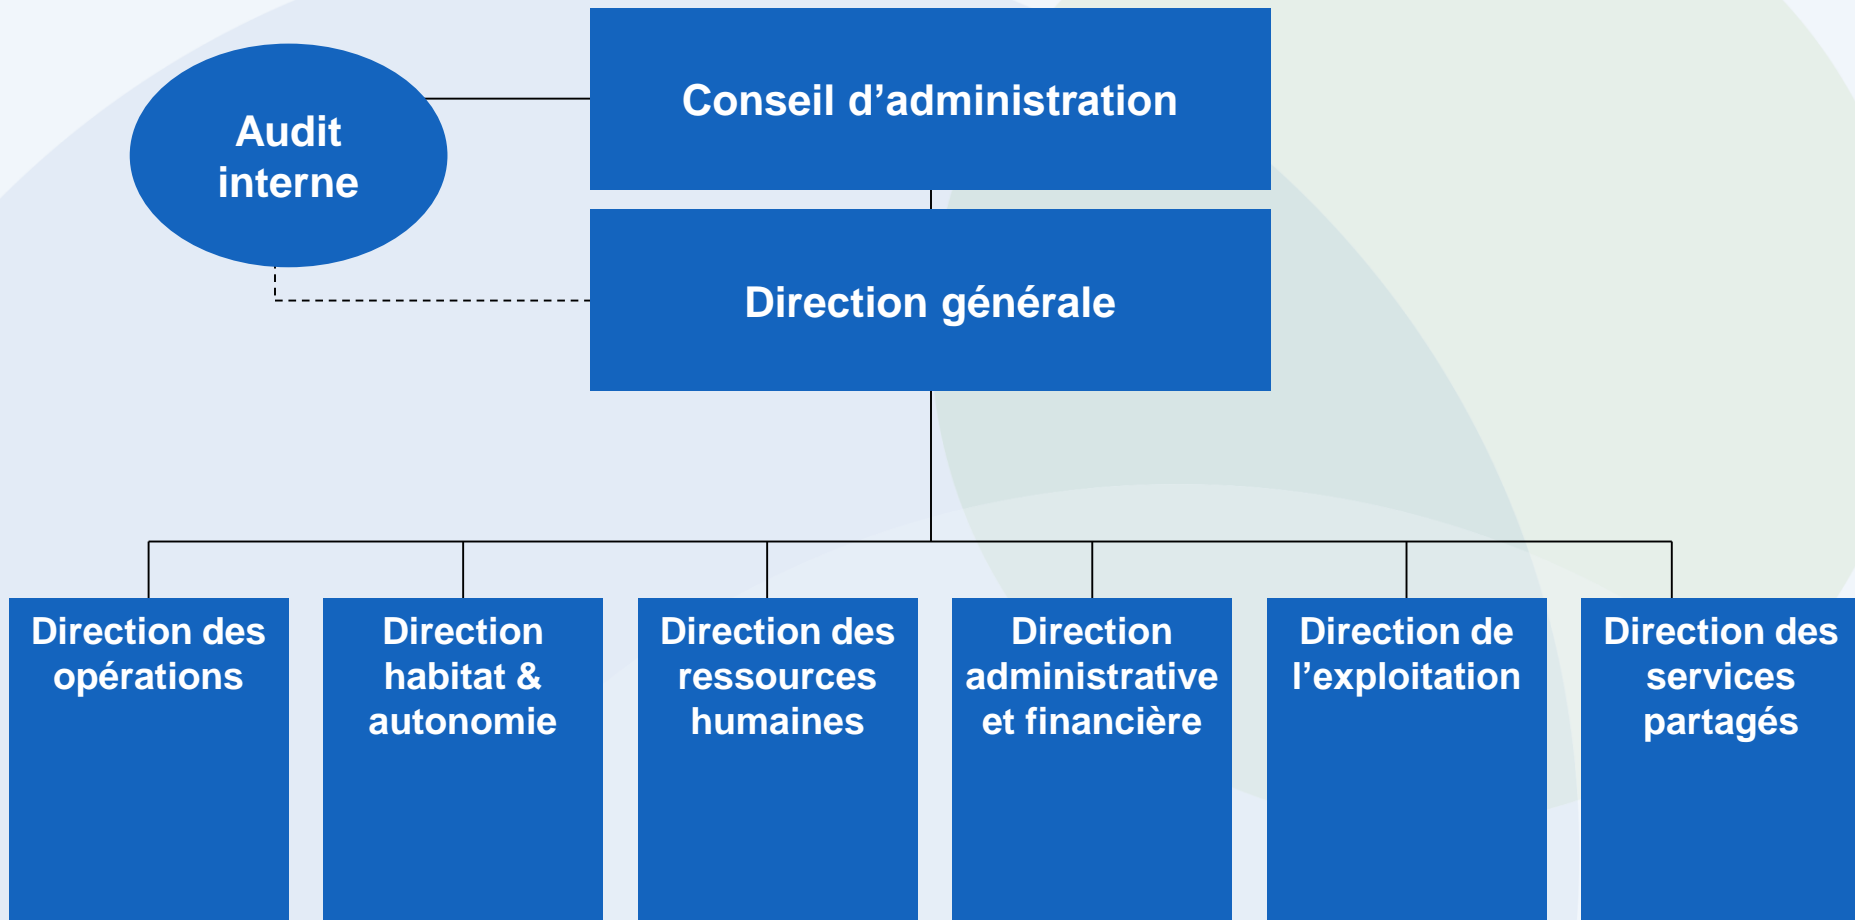 Conseil d’administration
Audit
interne
Direction générale
Direction des
opérations
Direction
habitat &
autonomie
Direction des
ressources
humaines
Direction
administrative
et financière
Direction de
l’exploitation
Direction des
services
partagés